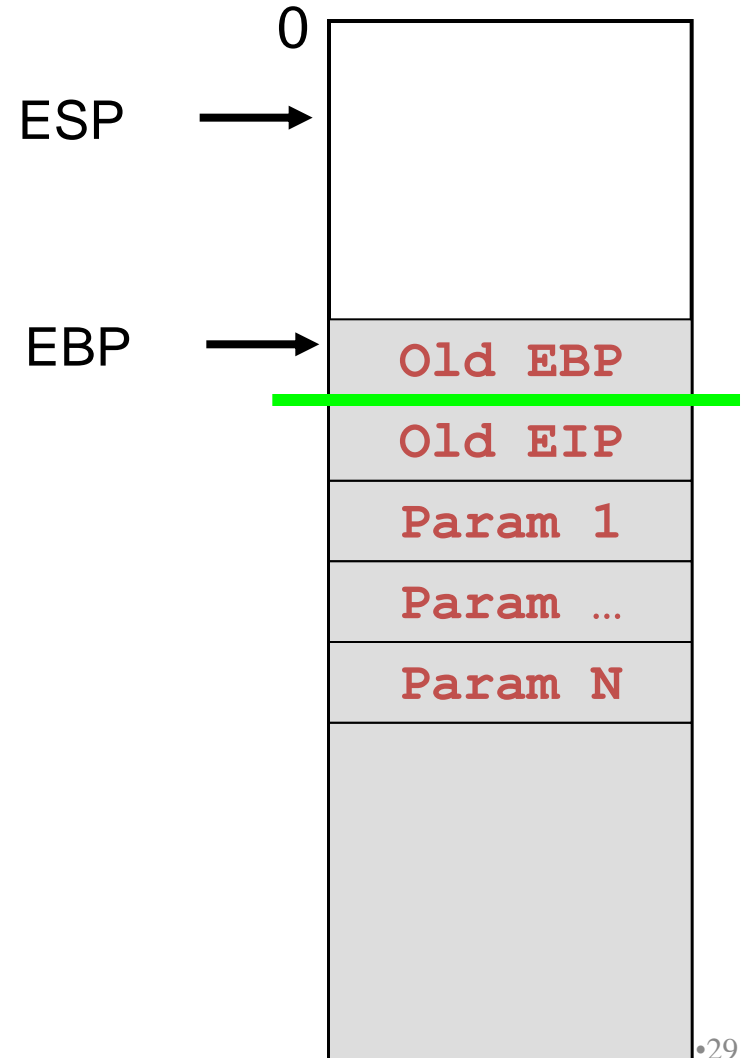 0
ESP
EBP
Old EBP
Old EIP
Param 1
Param …
Param N
•29